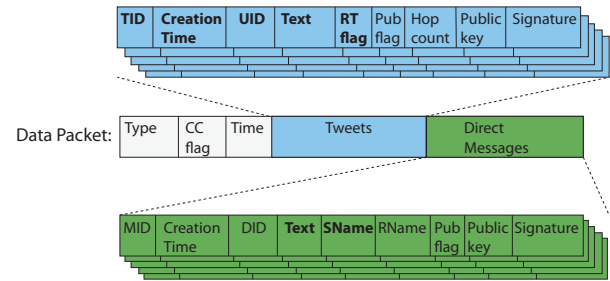 TID Creation Time UID Text RT flag Pub flag Hop count Public key Signature
Data Packet: Type CC flag Time Tweets Direct Messages
MID Creation Time DID Text SName RName Pub flag Public key Signature